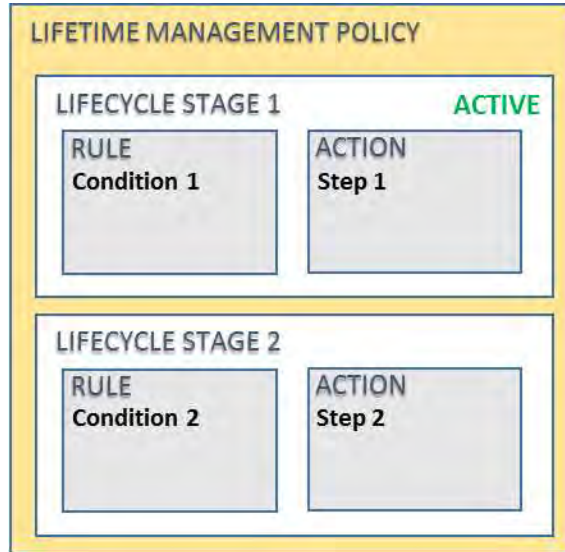 LIFETIME MANAGEMENT POLICY
LIFECYCLE STAGE 1 ACTIVE
RULE
Condition 1
ACTION
Step 1
LIFECYCLE STAGE 2
RULE
Condition 2
ACTION
Step 2